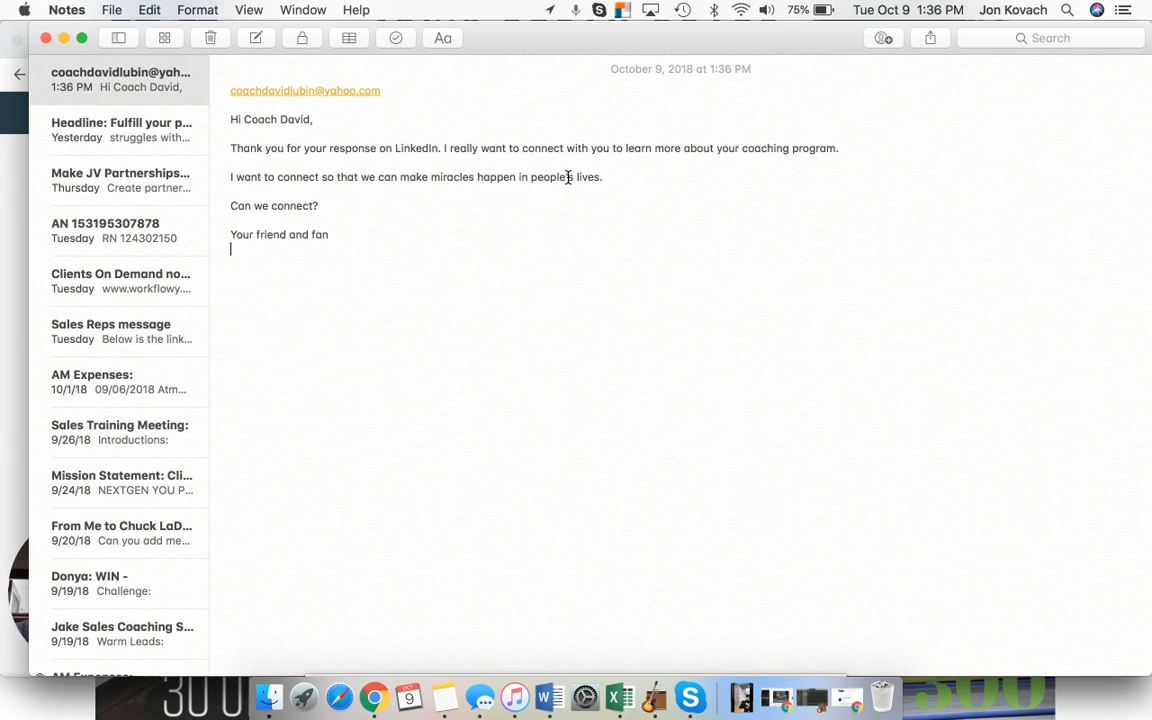 Notes File Edit Format View Window Help 75% Tue Oct 9 1:36 PM Jon Kovach
Aa Search
coachdavidlubin@yah...
1:36 PM Hi Coach David,
Headline: Fulfill your p...
Yesterday struggles with...
Make JV Partnerships...
Thursday Create partner...
AN 153195307878
Tuesday RN 124302150
Clients On Demand no...
Tuesday www.workflowy....
Sales Reps message
Tuesday Below is the link...
AM Expenses:
10/1/18 09/06/2018 Atm...
Sales Training Meeting:
9/26/18 Introductions:
Mission Statement: Cli...
9/24/18 NEXTGEN YOU P...
From Me to Chuck LaD...
9/20/18 Can you add me...
Donya: WIN -
9/19/18 Challenge:
Jake Sales Coaching S...
9/19/18 Warm Leads:
AM Expenses:
October 9, 2018 at 1:36 PM
coachdavidlubin@yahoo.com
Hi Coach David,
Thank you for your response on LinkedIn. I really want to connect with you to learn more about your coaching program.
I want to connect so that we can make miracles happen in people's lives.
Can we connect?
Your friend and fan
300
OCT
9
300